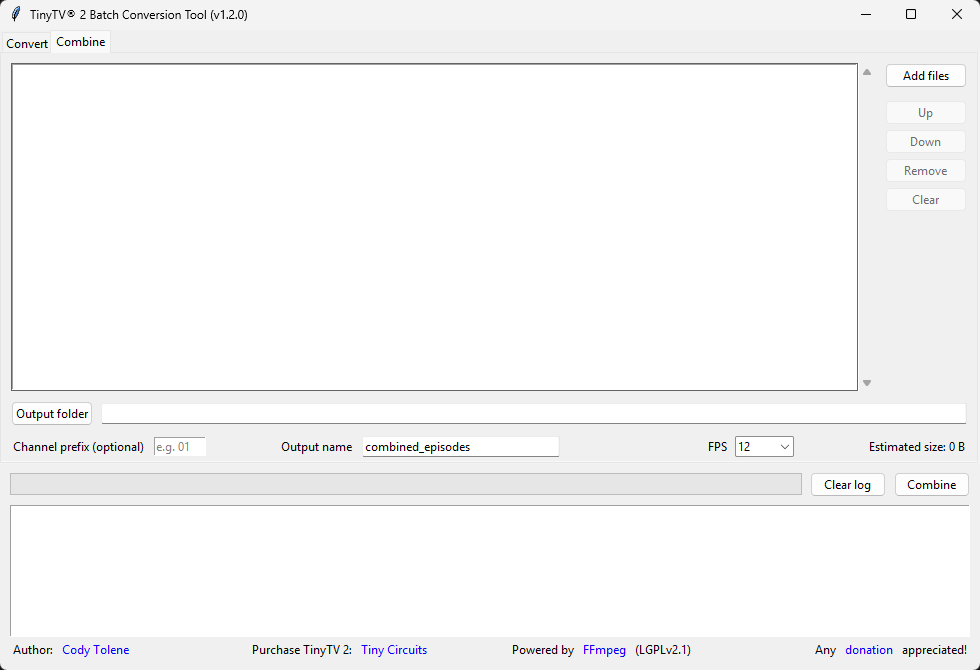 TinyTV® 2 Batch Conversion Tool (v1.2.0)
Convert Combine
Add files
Up
Down
Remove
Clear
Output folder
Channel prefix (optional) e.g. 01 Output name combined_episodes FPS 12 Estimated size: 0 B
Clear log Combine
Author: Cody Tolene Purchase TinyTV 2: Tiny Circuits Powered by FFmpeg (LGPLv2.1) Any donation appreciated!